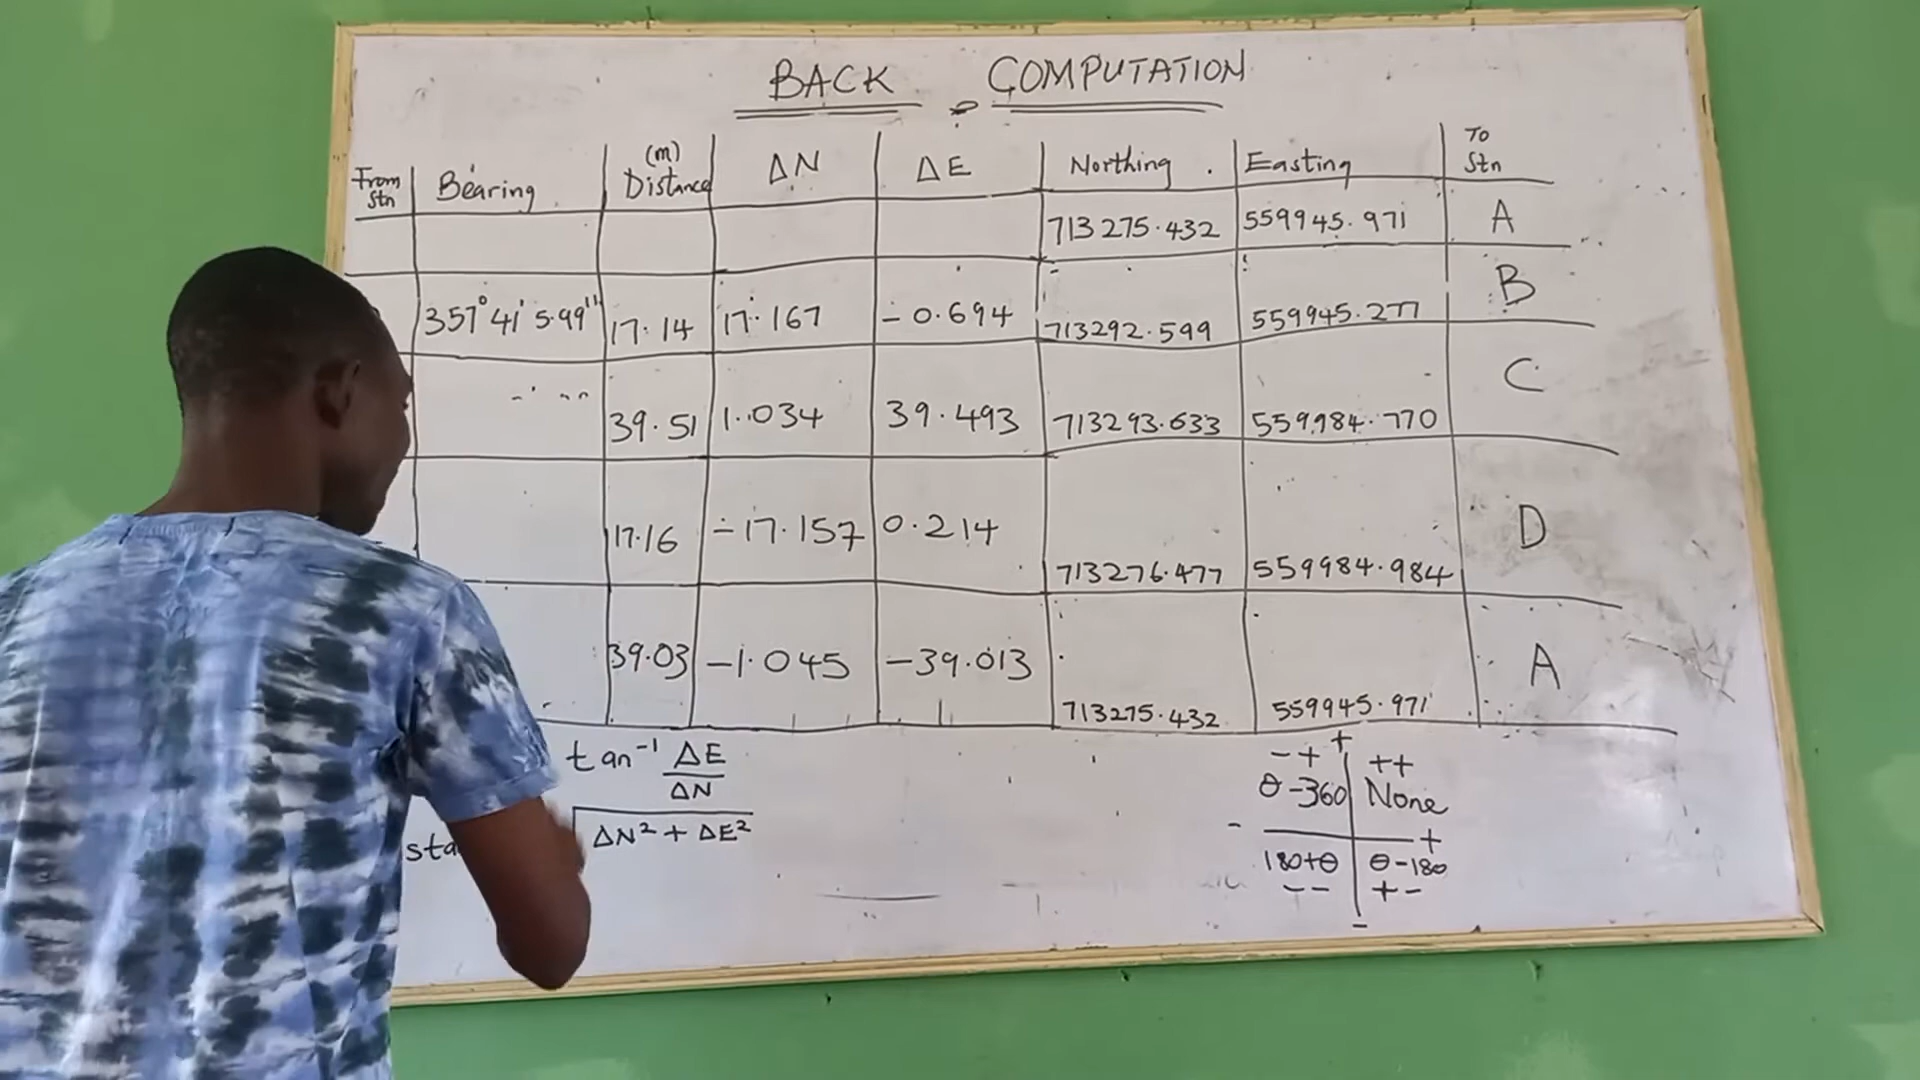 BACK COMPUTATION
From Stn | Bearing | (m) Distance | ΔN | ΔE | Northing . | Easting | To Stn
713275.432 | 559945.971 | A
357° 41' 5.99" | 17.14 | 17.167 | -0.694 | 713292.599 | 559945.277 | B
39.51 | 1.034 | 39.493 | 713293.633 | 559984.770 | C
17.16 | -17.157 | 0.214 | 713276.477 | 559984.984 | D
39.03 | -1.045 | -39.013 | 713275.432 | 559945.971 | A
tan⁻¹ ΔE
ΔN
√ΔN² + ΔE²
+
- + | ++
θ-360 | None
- +
180+θ | θ-180
- - | + -
-